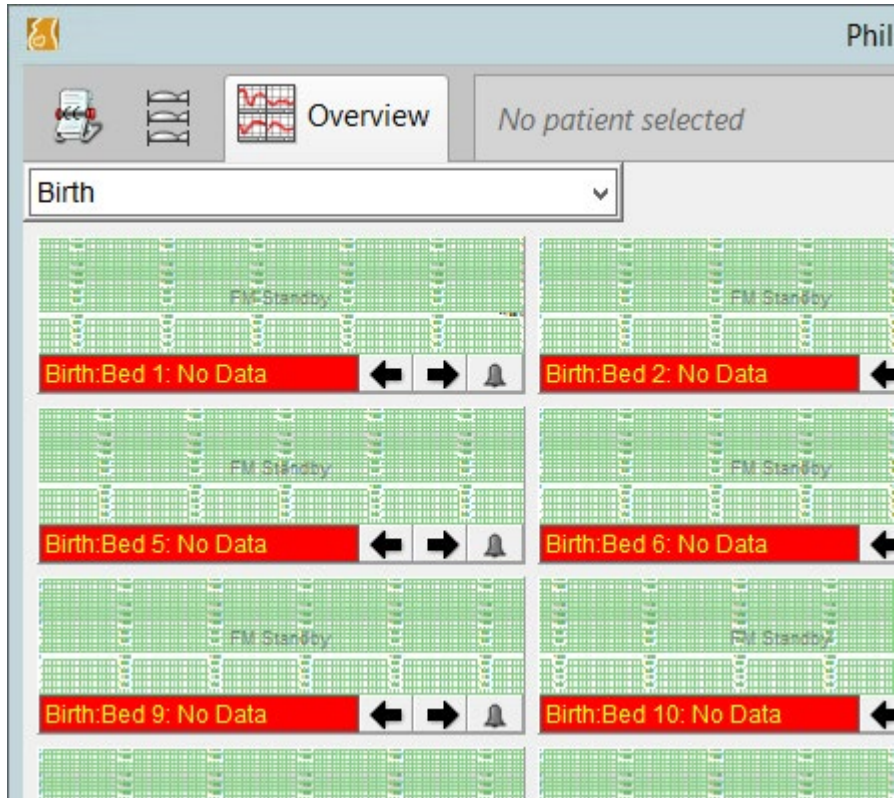 Phil
Overview
No patient selected
Birth
FM Standby
FM Standby
Birth:Bed 1: No Data
Birth:Bed 2: No Data
FM Standby
FM Standby
Birth:Bed 5: No Data
Birth:Bed 6: No Data
FM Standby
FM Standby
Birth:Bed 9: No Data
Birth:Bed 10: No Data